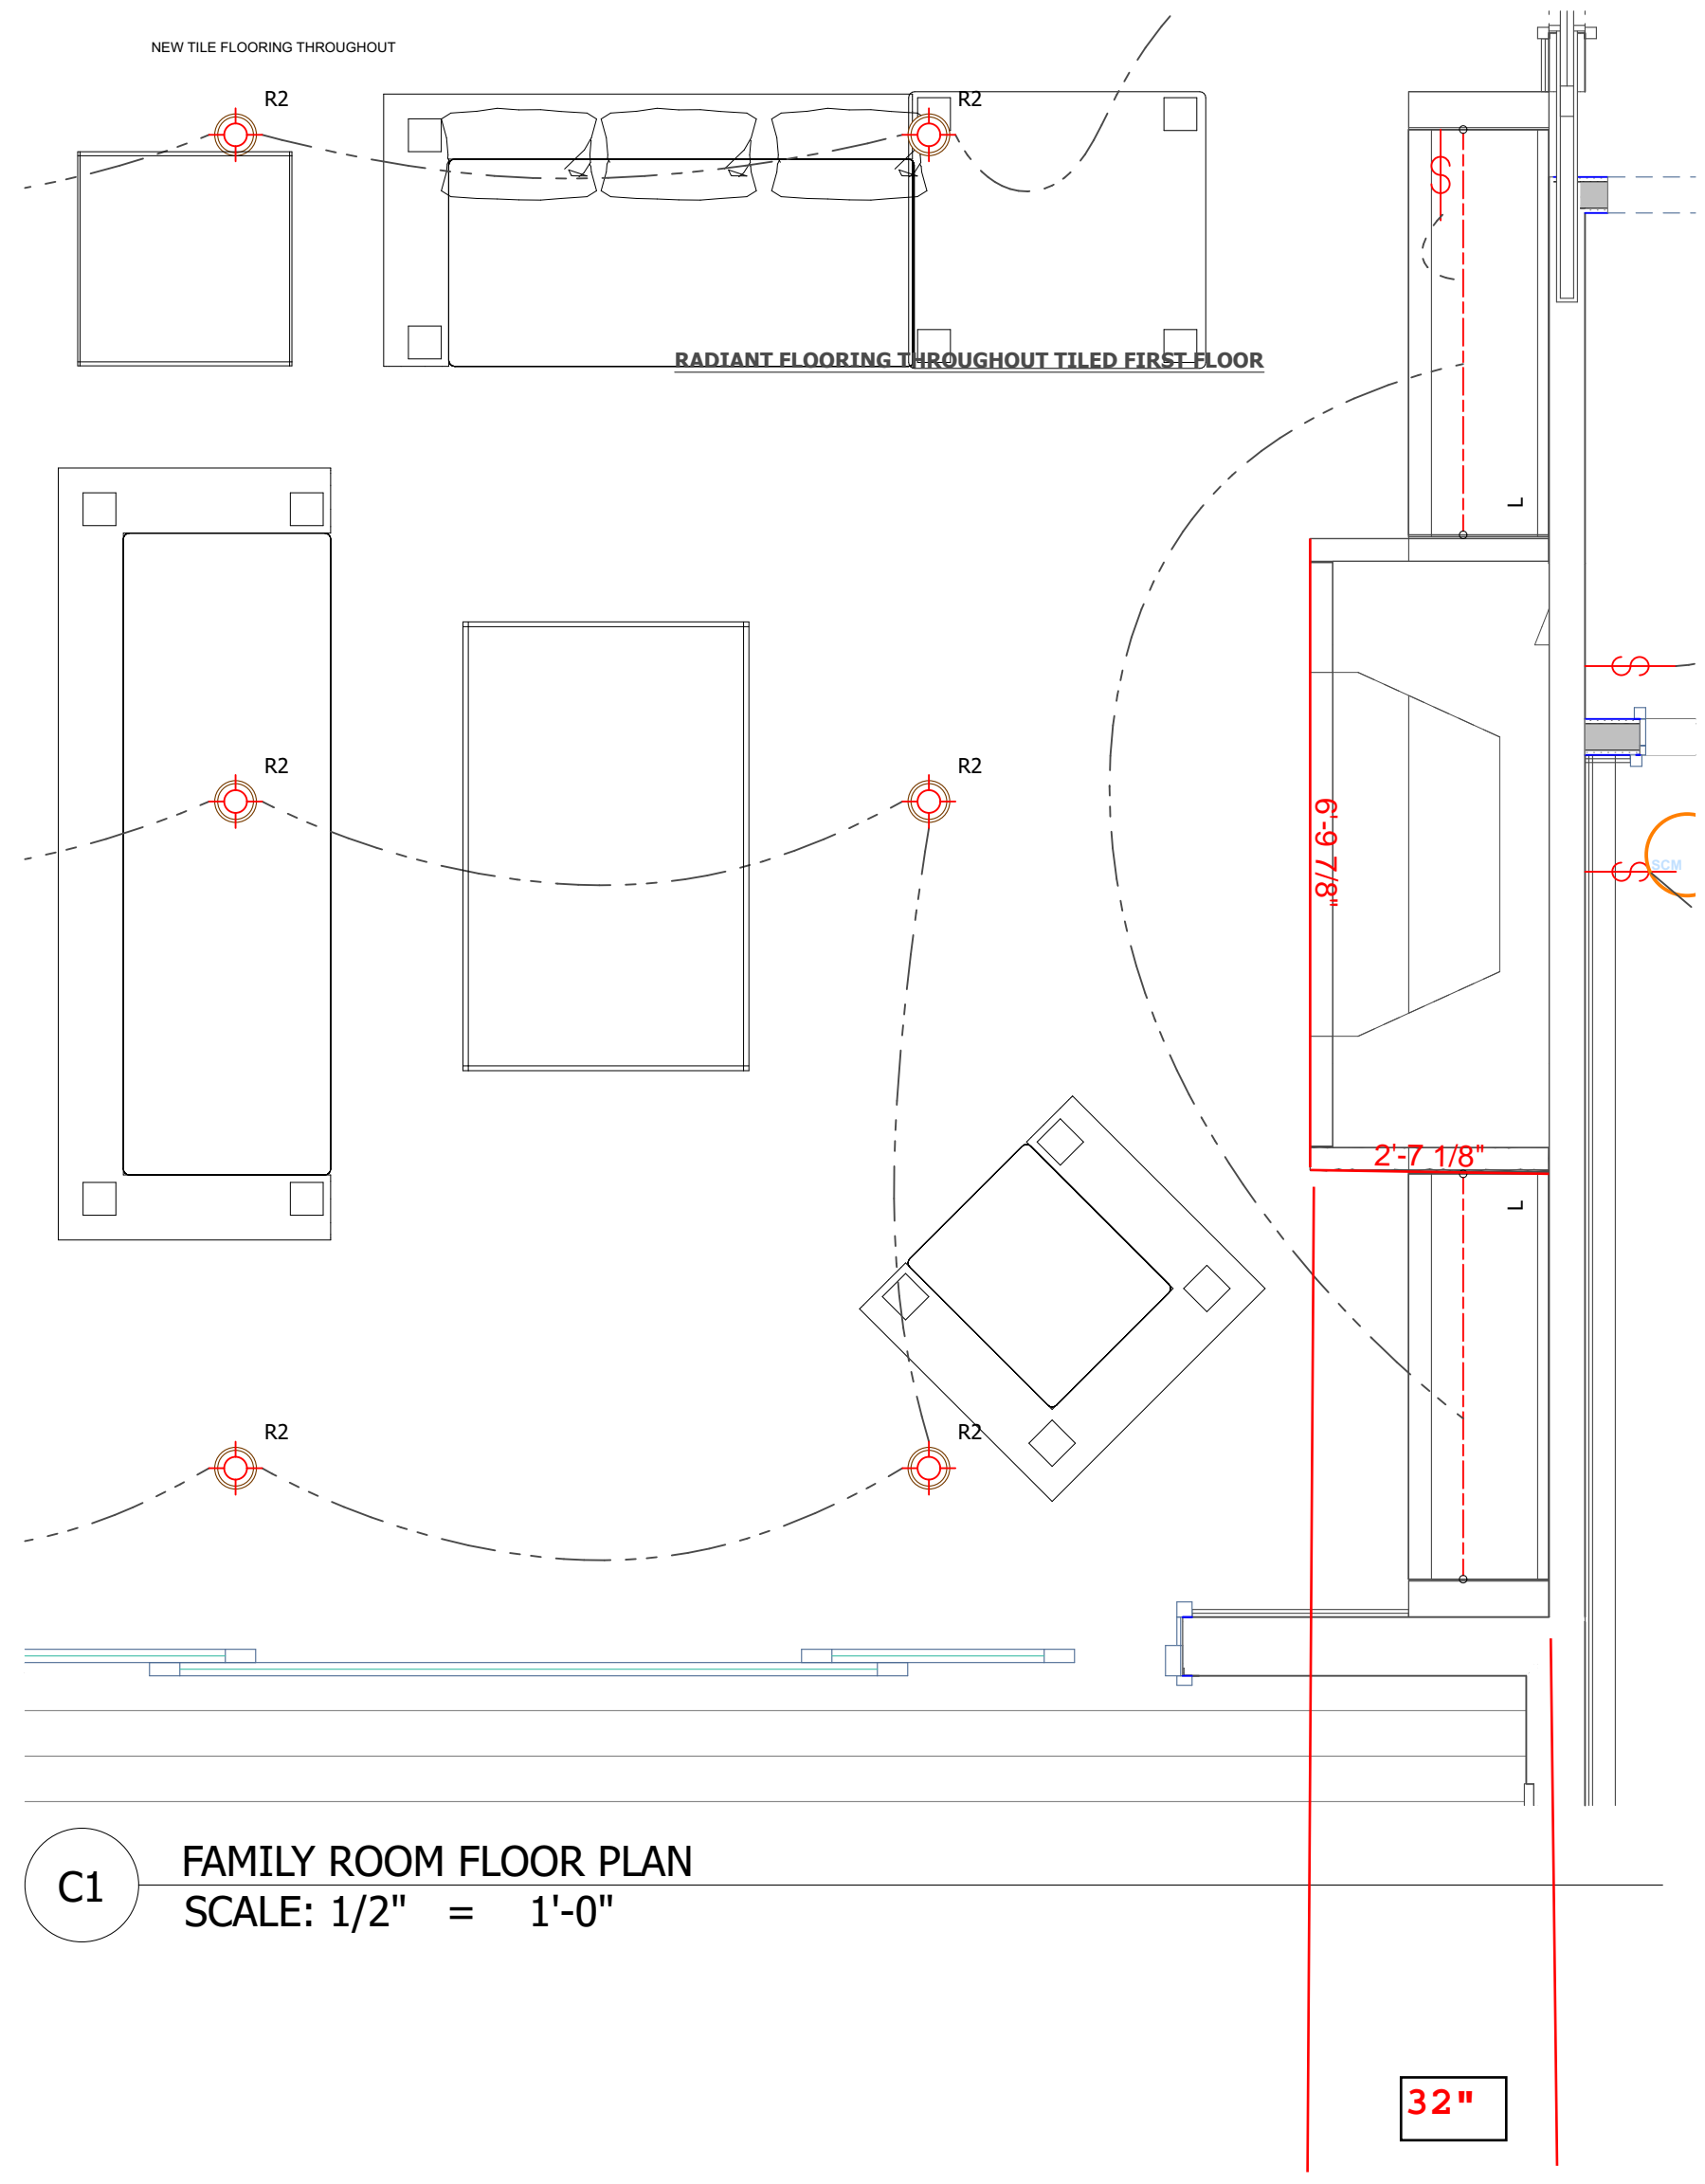 NEW TILE FLOORING THROUGHOUT
R2
R2
RADIANT FLOORING THROUGHOUT TILED FIRST FLOOR
L
R2
R2
6'-9 7/8"
SCM
2'-7 1/8"
L
R2
R2
C1
FAMILY ROOM FLOOR PLAN
SCALE: 1/2" = 1'-0"
32"